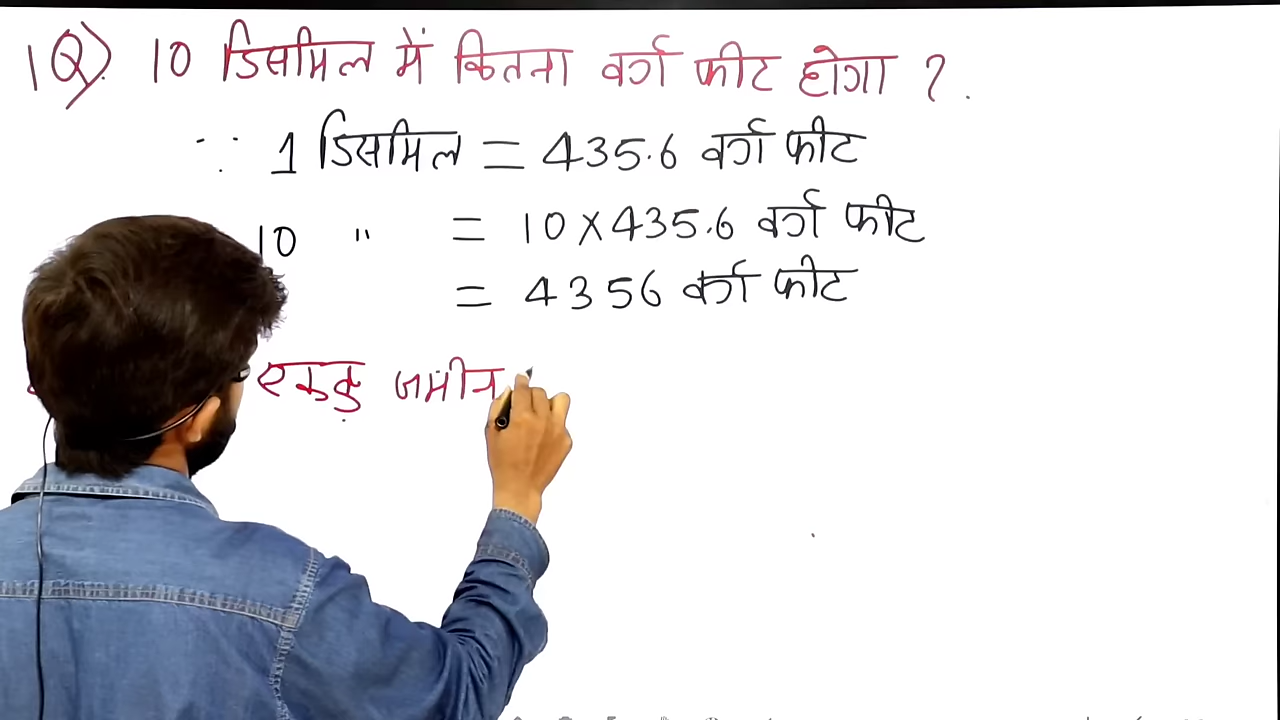 1Q) 10 डिसमिल में कितना वर्ग फीट होगा ?
∵ 1 डिसमिल = 435.6 वर्ग फीट
10 " = 10 × 435.6 वर्ग फीट
= 4356 वर्ग फीट
एकड़ जमीन